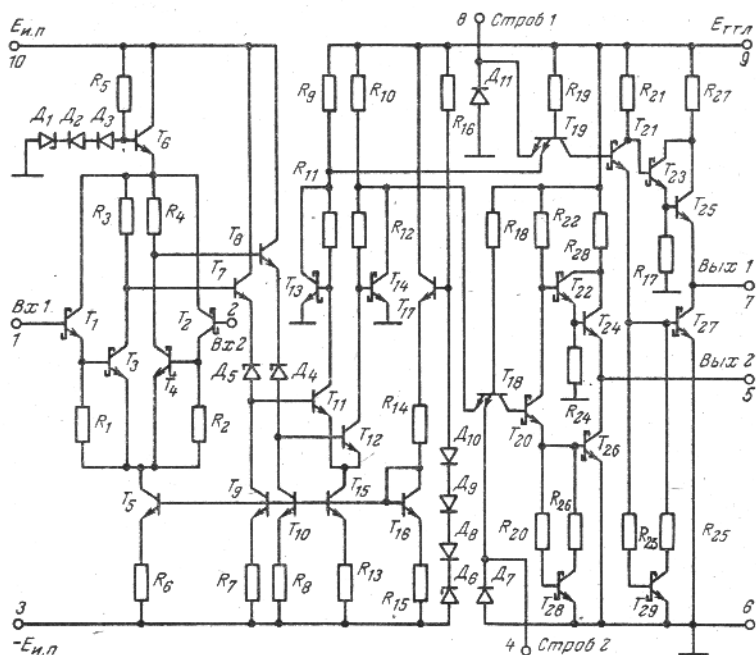 Eи.п
10
8
Строб 1
Eттл
9
R5
Д1 Д2 Д3
T6
R9
R10
R16
Д11
R19
T19
R21
T21
R27
T23
T25
R3
R4
R11
R12
T8
T7
T13
T14
T17
R18
R22
R28
T22
T24
R17
Вых 1
7
Вх 1
1
T1
T2
2
Вх 2
T3
T4
Д5
Д4
T11
T12
R14
T18
R24
T27
Вых 2
5
R1
R2
Д10
Д9
Д8
Д6
T20
T26
T5
T9
T10
T15
T16
R20
R26
R23
R25
R6
R7
R8
R13
R15
Д7
T28
T29
3
-Eи.п
4
Строб 2
6